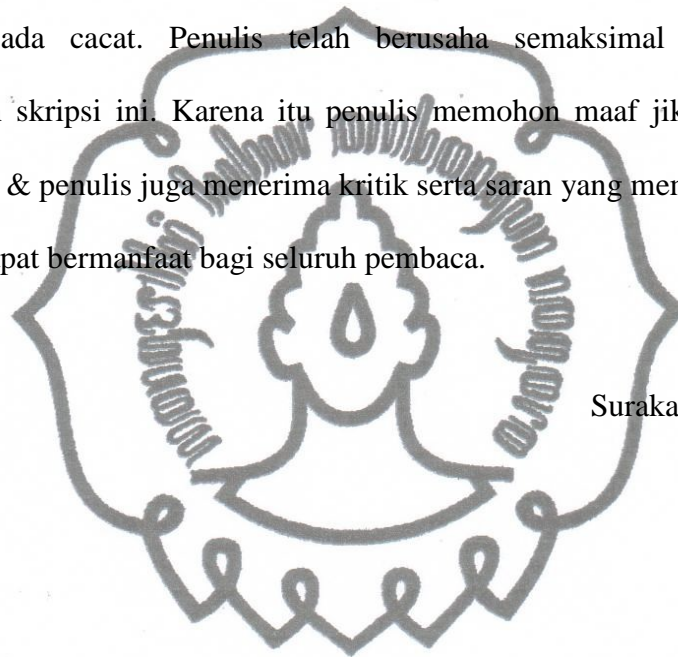 ada cacat. Penulis telah berusaha semaksimal
skripsi ini. Karena itu penulis memohon maaf jik
& penulis juga menerima kritik serta saran yang me
pat bermanfaat bagi seluruh pembaca.
Suraka